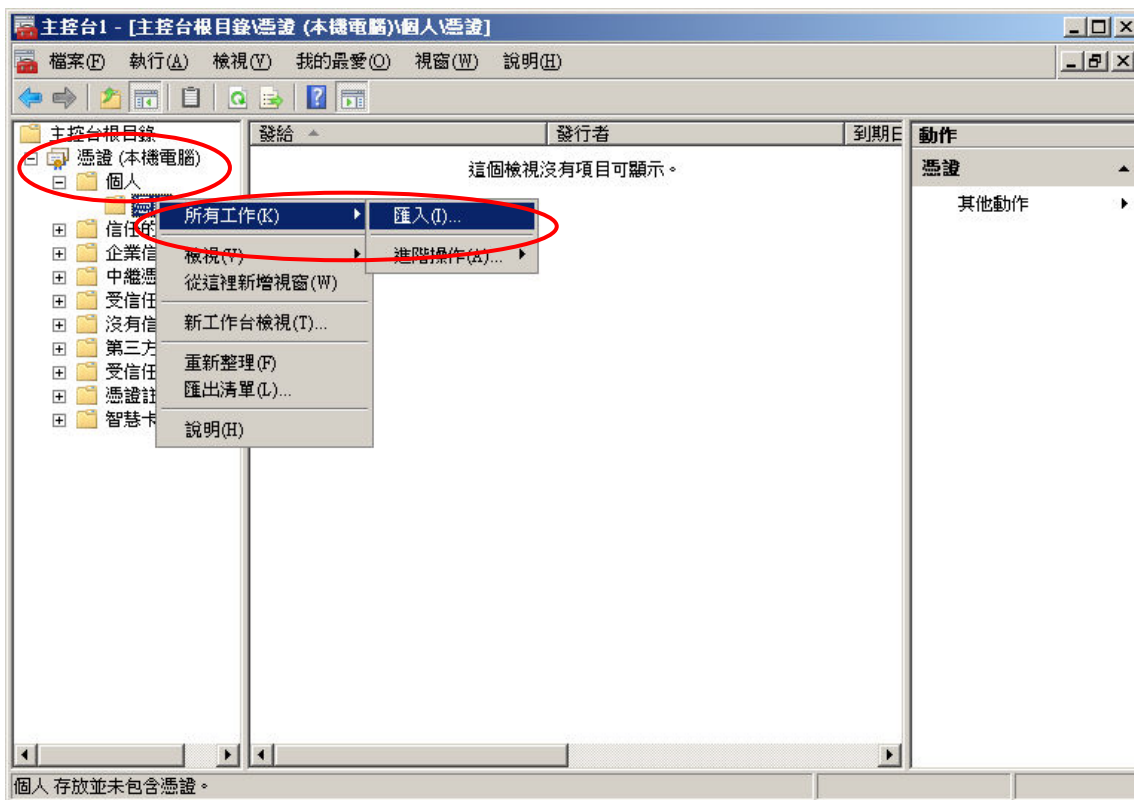 主控台1 - [主控台根目錄\憑證 (本機電腦)\個人\憑證]
檔案(F) 執行(A) 檢視(V) 我的最愛(O) 視窗(W) 說明(H)
主控台根目錄
憑證 (本機電腦)
個人
信任的
企業信
中繼憑
受信任
沒有信
第三方
受信任
憑證註
智慧卡
所有工作(K)
檢視(V)
從這裡新增視窗(W)
新工作台檢視(T)...
重新整理(F)
匯出清單(L)...
說明(H)
匯入(I)...
進階操作(A)...
發給 發行者 到期日
這個檢視沒有項目可顯示。
動作
憑證
其他動作
個人 存放並未包含憑證。